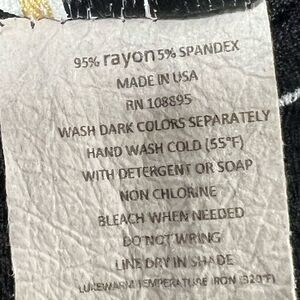 95% rayon 5% SPANDEX
MADE IN USA
RN 108895
WASH DARK COLORS SEPARATELY
HAND WASH COLD (55°F)
WITH DETERGENT OR SOAP
NON CHLORINE
BLEACH WHEN NEEDED
DO NOT WRING
LINE DRY IN SHADE
LUKEWARM TEMPERATURE IRON (320°F)